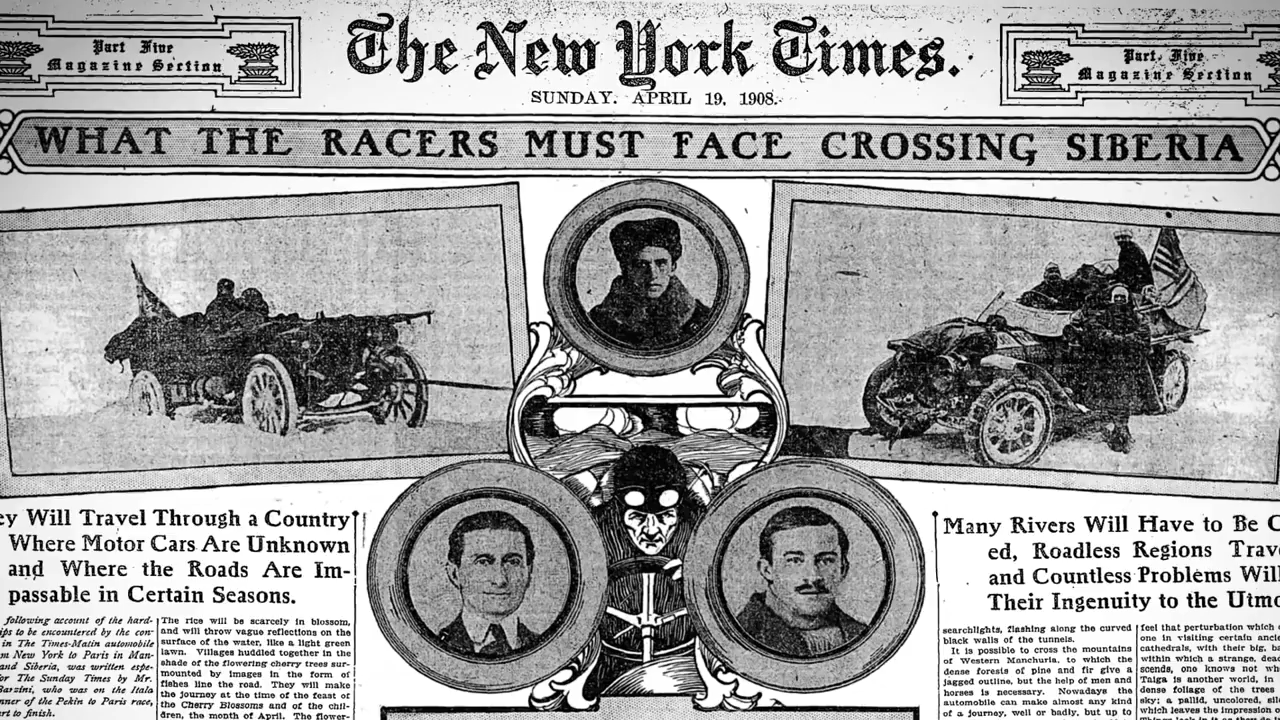 Part Five
Magazine Section
The New York Times.
Part Five
Magazine Section
SUNDAY. APRIL 19, 1908.
WHAT THE RACERS MUST FACE CROSSING SIBERIA
ey Will Travel Through a Country
Where Motor Cars Are Unknown
and Where the Roads Are Im-
passable in Certain Seasons.
following account of the hard-
ips to be encountered by the con-
in The Times-Matin automobile
m New York to Paris in Man-
and Siberia, was written espe-
or The Sunday Times by Mr.
Barzini, who was on the Itala
nner of the Pekin to Paris race,
rt to finish.
The rice will be scarcely in blossom,
and will throw vague reflections on the
surface of the water, like a light green
lawn. Villages huddled together in the
shade of the flowering cherry trees sur-
mounted by images in the form of
fishes line the road. They will make
the journey at the time of the feast of
the Cherry Blossoms and of the chil-
dren, the month of April. The flower-
Many Rivers Will Have to Be C
ed, Roadless Regions Trav
and Countless Problems Will
Their Ingenuity to the Utmo
searchlights, flashing along the curved
black walls of the tunnels.
It is possible to cross the mountains
of Western Manchuria, to which the
dense forests of pine and fir give a
jagged outline, but the help of men and
horses is necessary. Nowadays the
automobile can make almost any kind
of a journey, well or badly, but up to
feel that perturbation which o
one in visiting certain ancie
cathedrals, with their big, ba
within which a strange, dead
scends, one knows not wh
Taiga is another world, in
dense foliage of the trees
sky; a pallid, uncolored, sil
which leaves the impression o